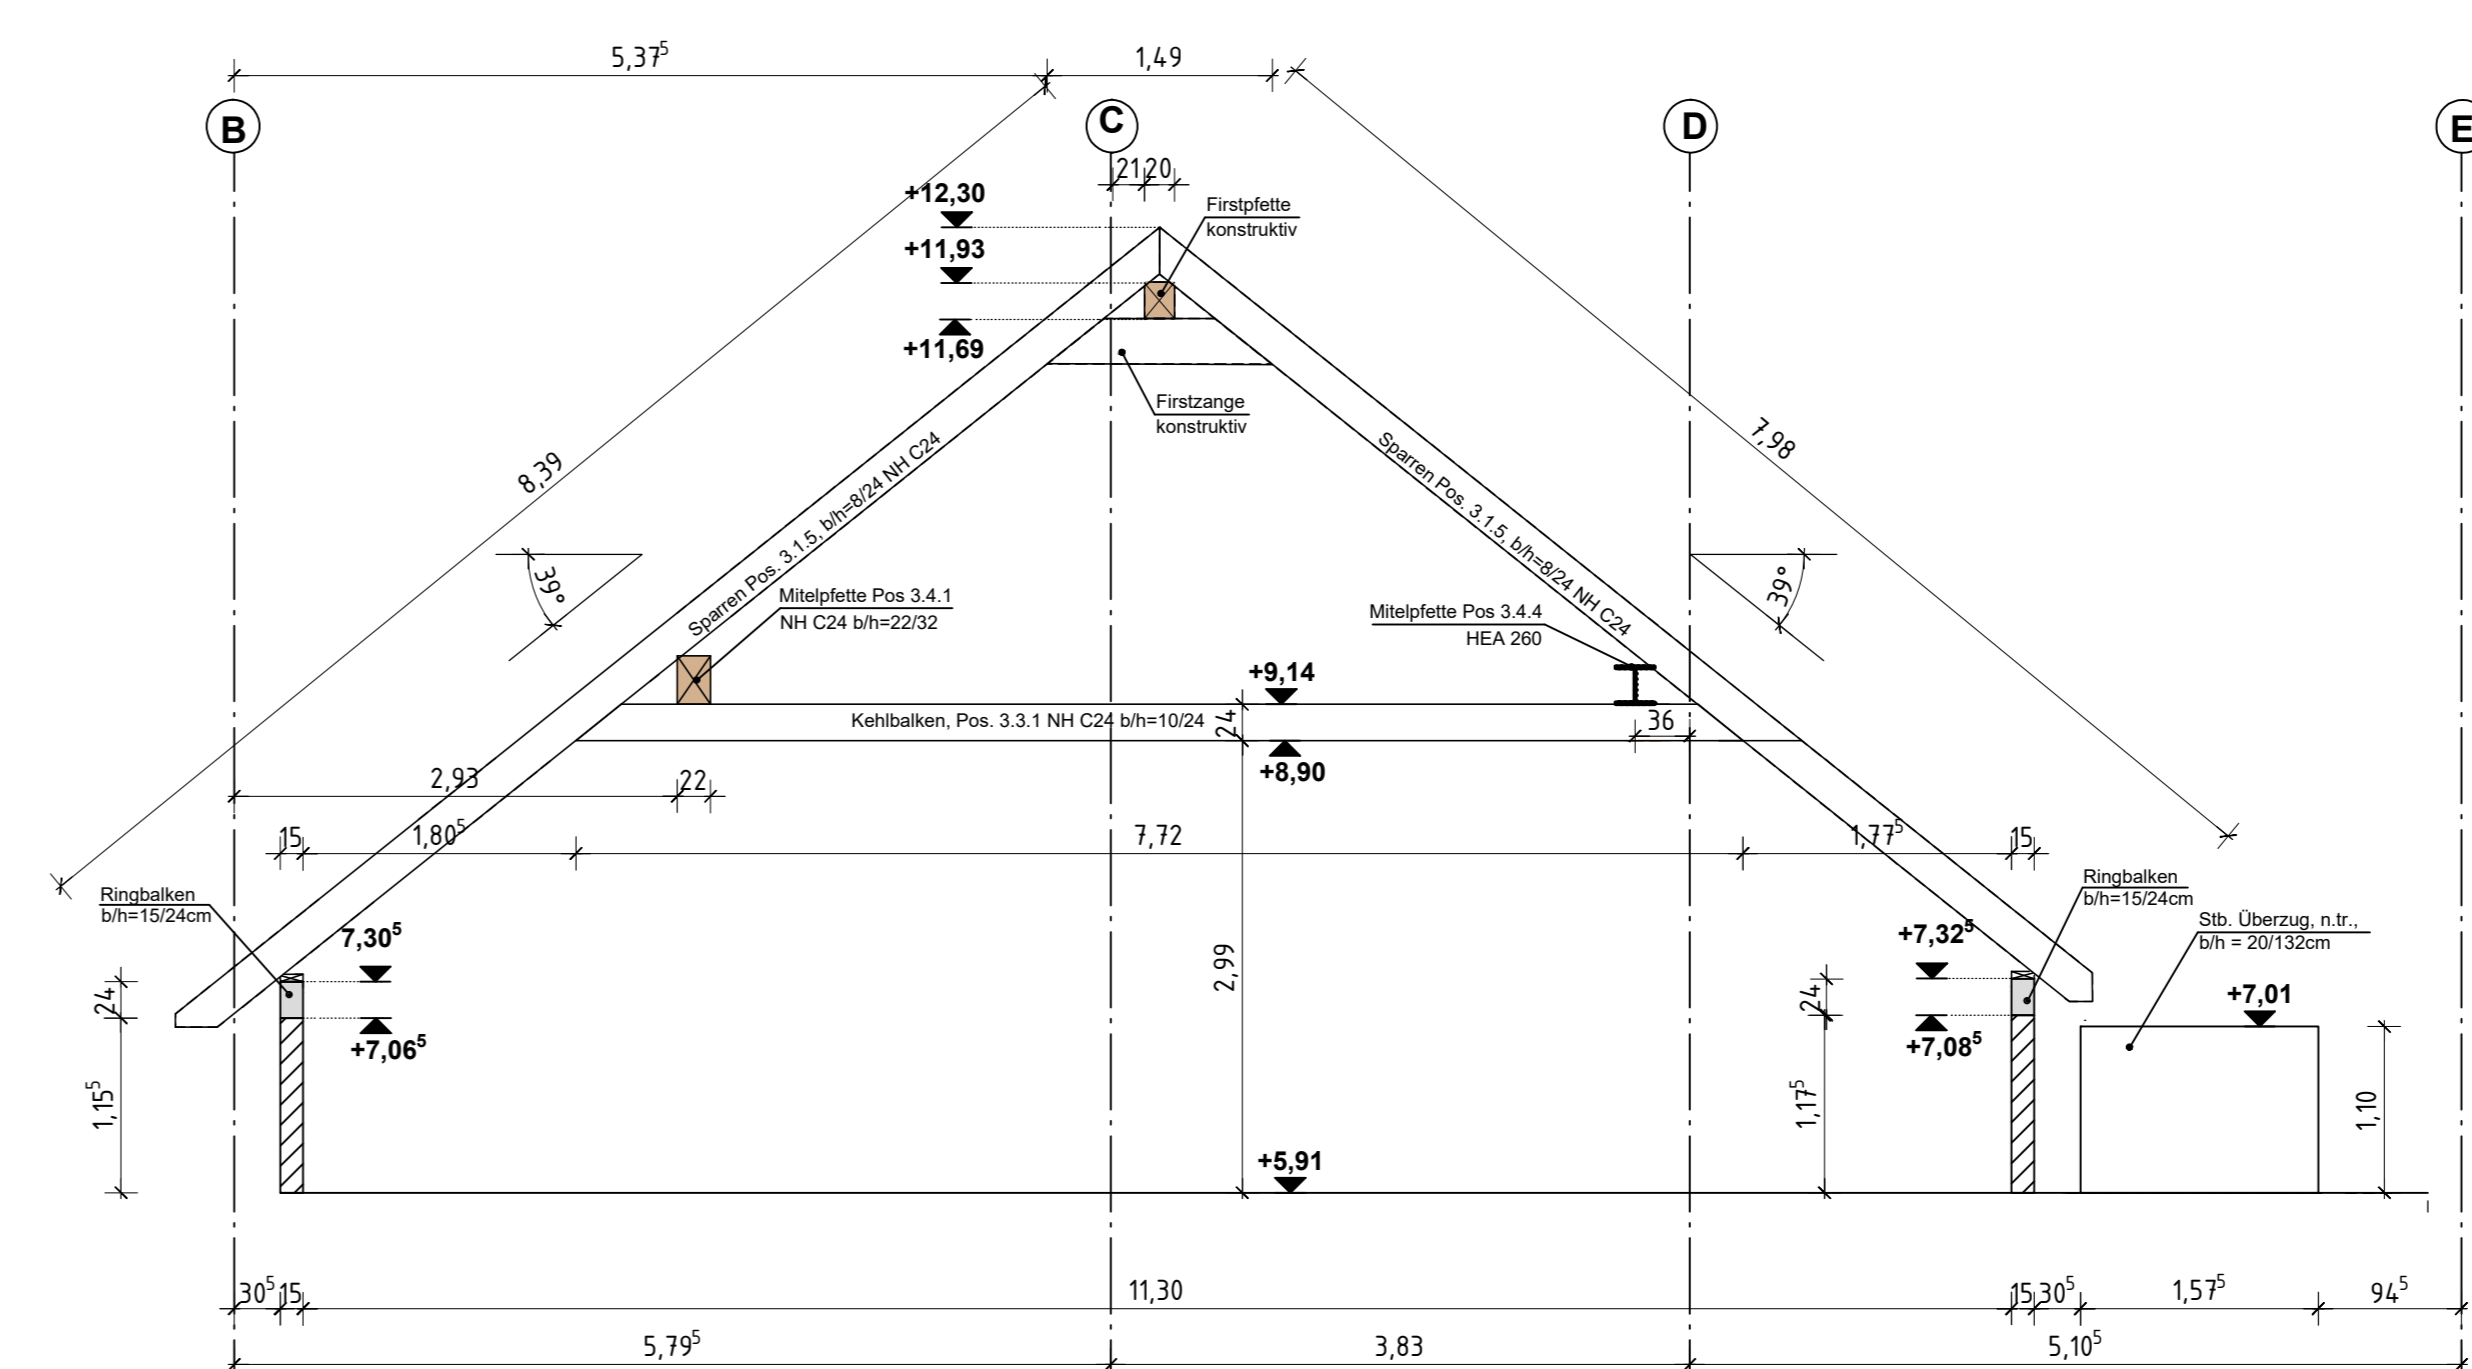 5,37⁵
1,49
B
C
D
E
21
20
+12,30
Firstpfette
konstruktiv
+11,93
+11,69
Firstzange
konstruktiv
8,39
7,98
Sparren Pos. 3.1.5, b/h=8/24 NH C24
Sparren Pos. 3.1.5, b/h=8/24 NH C24
39°
39°
Mitelpfette Pos 3.4.1
NH C24 b/h=22/32
Mitelpfette Pos 3.4.4
HEA 260
+9,14
Kehlbalken, Pos. 3.3.1 NH C24 b/h=10/24
24
36
+8,90
2,93
22
15
1,80⁵
7,72
1,77⁵
15
Ringbalken
b/h=15/24cm
Ringbalken
b/h=15/24cm
Stb. Überzug, n.tr.,
b/h = 20/132cm
7,30⁵
+7,32⁵
24
2,99
24
+7,01
+7,06⁵
+7,08⁵
1,15⁵
1,17⁵
1,10
+5,91
30⁵
15
11,30
15
30⁵
1,57⁵
94⁵
5,79⁵
3,83
5,10⁵